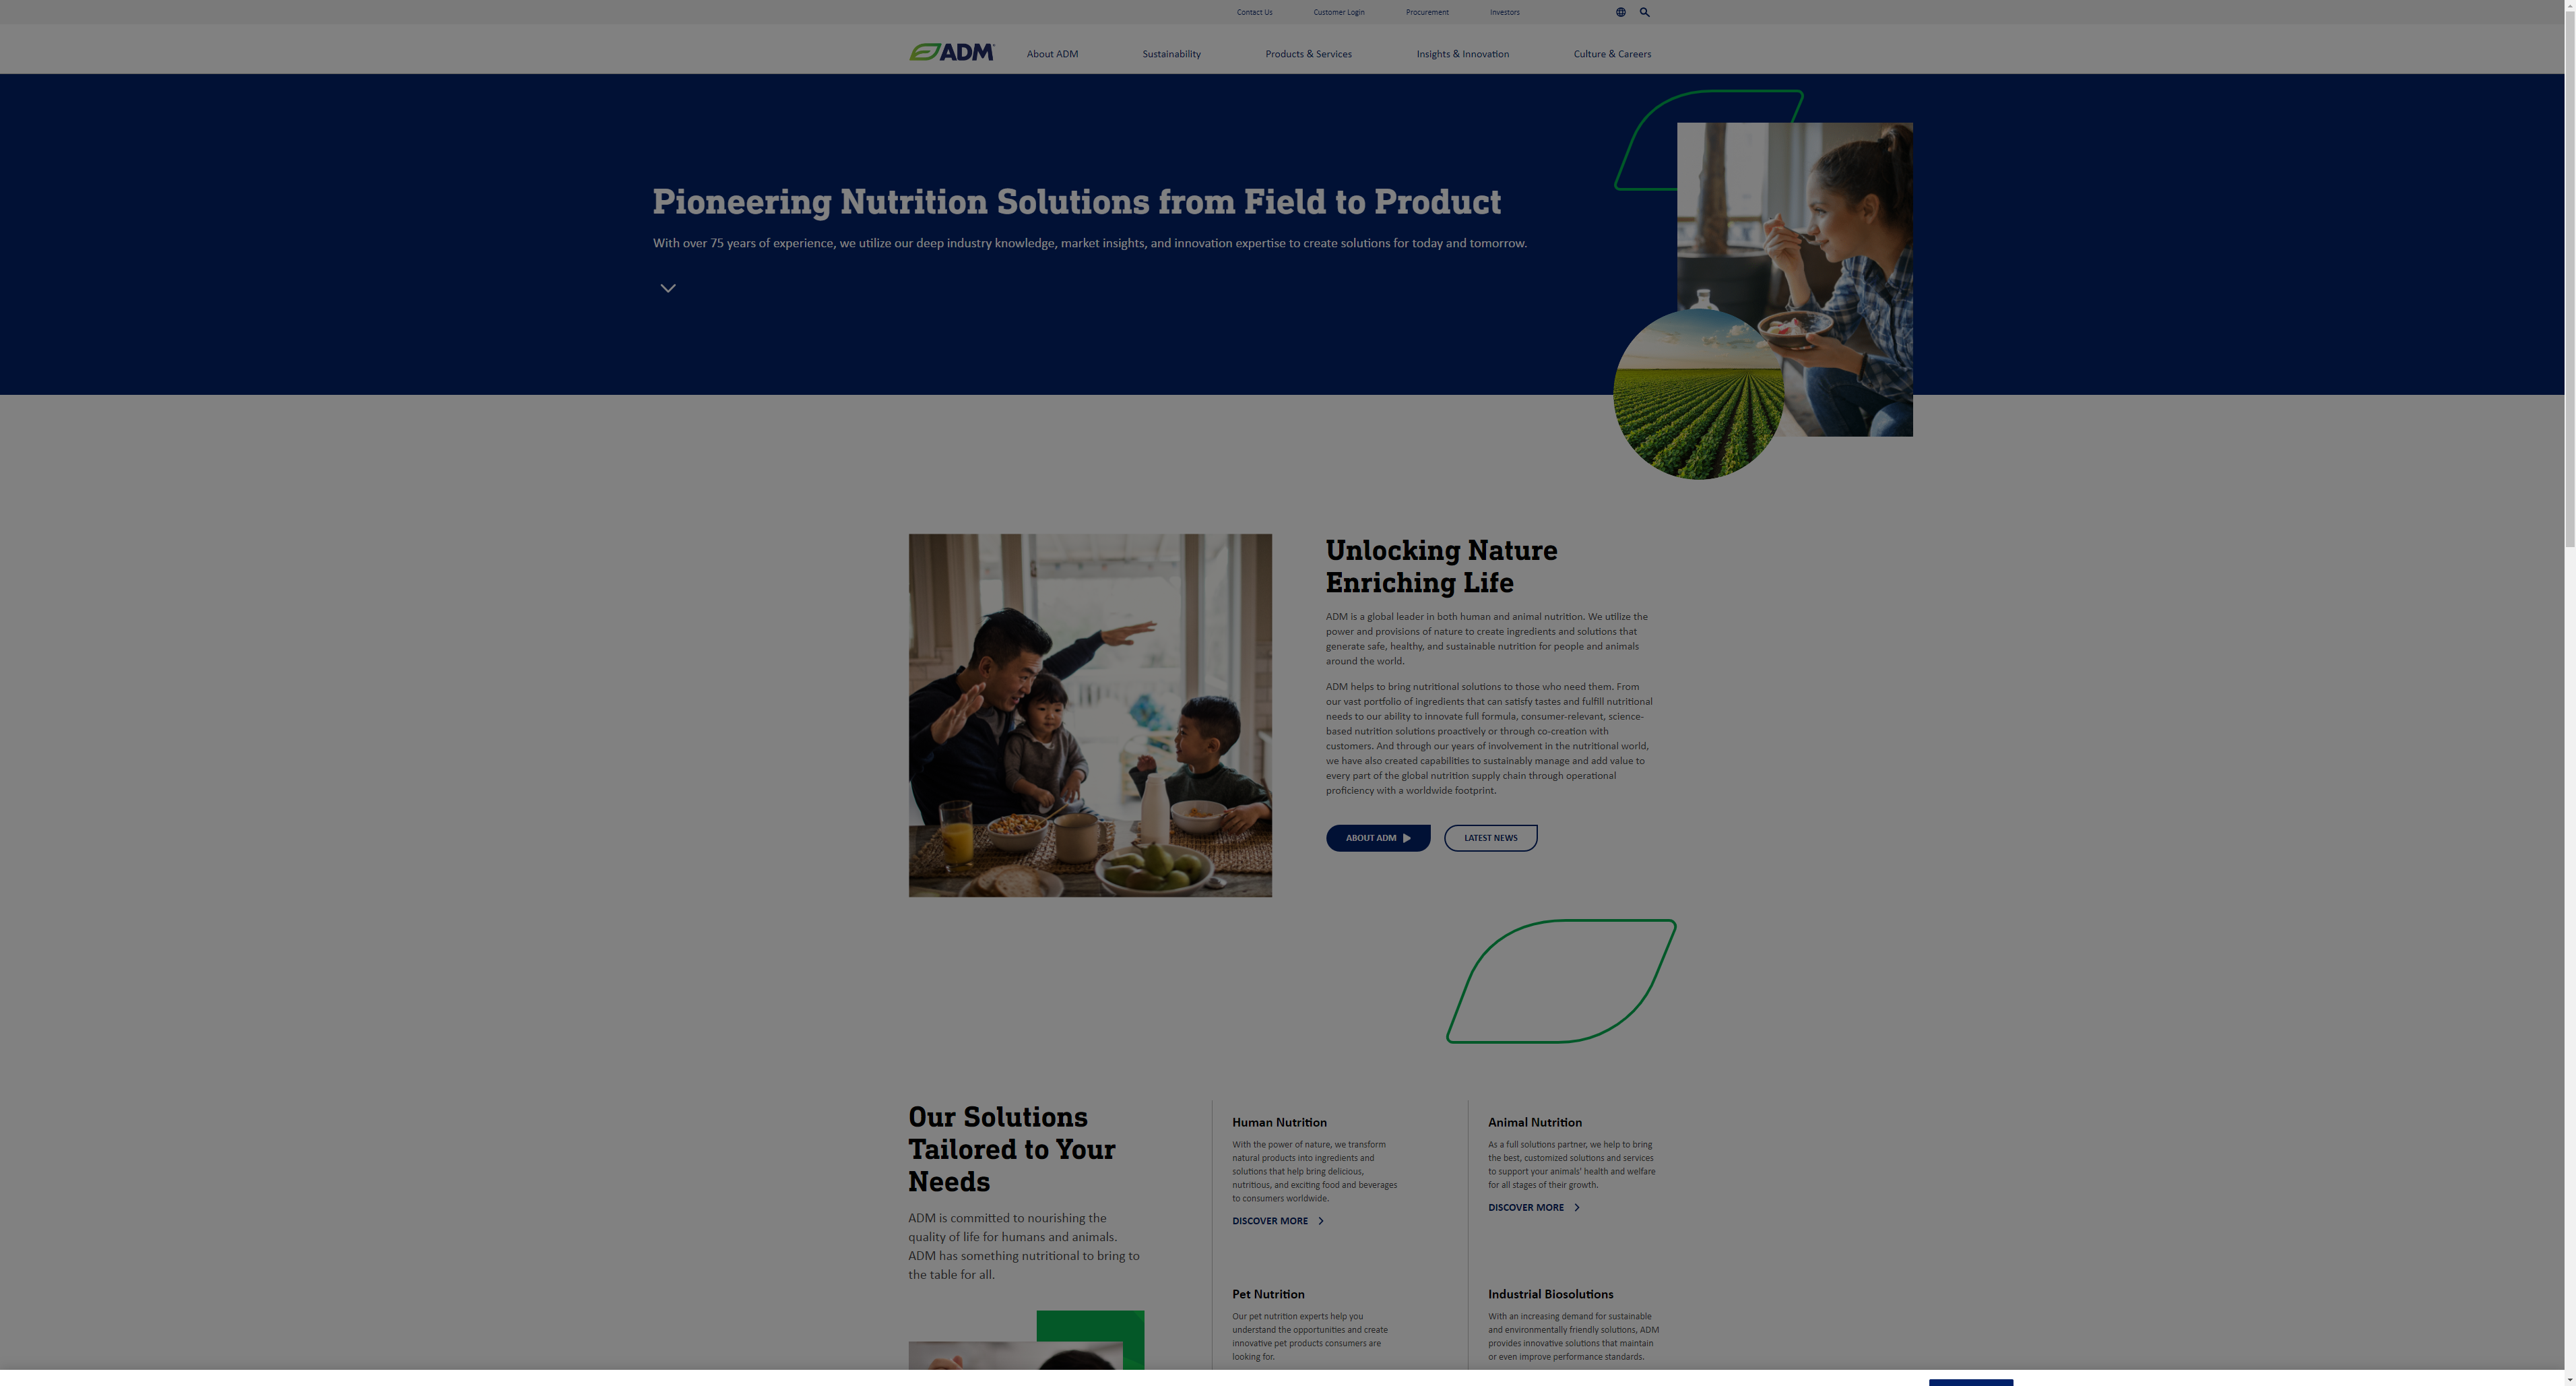 Contact Us
Customer Login
Procurement
Investors
ADM
About ADM
Sustainability
Products & Services
Insights & Innovation
Culture & Careers
Pioneering Nutrition Solutions from Field to Product
With over 75 years of experience, we utilize our deep industry knowledge, market insights, and innovation expertise to create solutions for today and tomorrow.
Unlocking Nature
Enriching Life
ADM is a global leader in both human and animal nutrition. We utilize the
power and provisions of nature to create ingredients and solutions that
generate safe, healthy, and sustainable nutrition for people and animals
around the world.
ADM helps to bring nutritional solutions to those who need them. From
our vast portfolio of ingredients that can satisfy tastes and fulfill nutritional
needs to our ability to innovate full formula, consumer-relevant, science-
based nutrition solutions proactively or through co-creation with
customers. And through our years of involvement in the nutritional world,
we have also created capabilities to sustainably manage and add value to
every part of the global nutrition supply chain through operational
proficiency with a worldwide footprint.
ABOUT ADM
LATEST NEWS
Our Solutions
Tailored to Your
Needs
ADM is committed to nourishing the
quality of life for humans and animals.
ADM has something nutritional to bring to
the table for all.
Human Nutrition
With the power of nature, we transform
natural products into ingredients and
solutions that help bring delicious,
nutritious, and exciting food and beverages
to consumers worldwide.
DISCOVER MORE
Animal Nutrition
As a full solutions partner, we help to bring
the best, customized solutions and services
to support your animals' health and welfare
for all stages of their growth.
DISCOVER MORE
Pet Nutrition
Our pet nutrition experts help you
understand the opportunities and create
innovative pet products consumers are
looking for.
Industrial Biosolutions
With an increasing demand for sustainable
and environmentally friendly solutions, ADM
provides innovative solutions that maintain
or even improve performance standards.